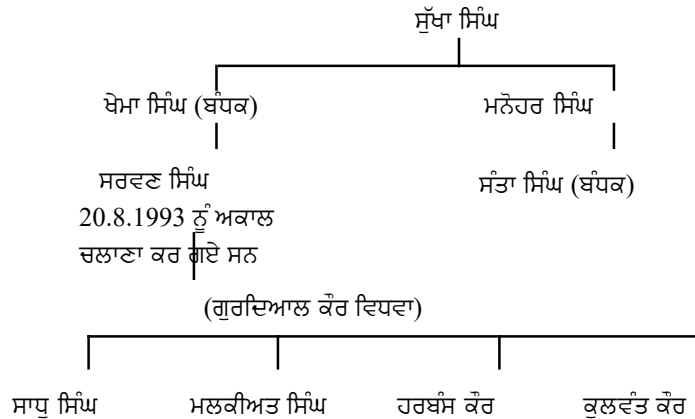 ਸੁੱਖਾ ਸਿੰਘ
ਖੇਮਾ ਸਿੰਘ (ਬੰਧਕ) ਮਨੋਹਰ ਸਿੰਘ
ਸਰਵਣ ਸਿੰਘ ਸੰਤਾ ਸਿੰਘ (ਬੰਧਕ)
20.8.1993 ਨੂੰ ਅਕਾਲ
ਚਲਾਣਾ ਕਰ ਗਏ ਸਨ
(ਗੁਰਦਿਆਲ ਕੌਰ ਵਿਧਵਾ)
ਸਾਧੂ ਸਿੰਘ ਮਲਕੀਅਤ ਸਿੰਘ ਹਰਬੰਸ ਕੌਰ ਕੁਲਵੰਤ ਕੌਰ